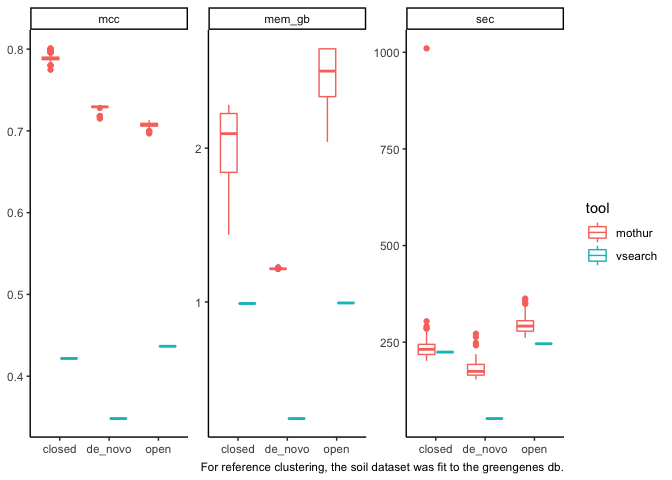 mcc
mem_gb
sec
0.8
0.7
0.6
0.5
0.4
2
1
1000
750
500
250
closed de_novo open
closed de_novo open
closed de_novo open
tool
mothur
vsearch
For reference clustering, the soil dataset was fit to the greengenes db.